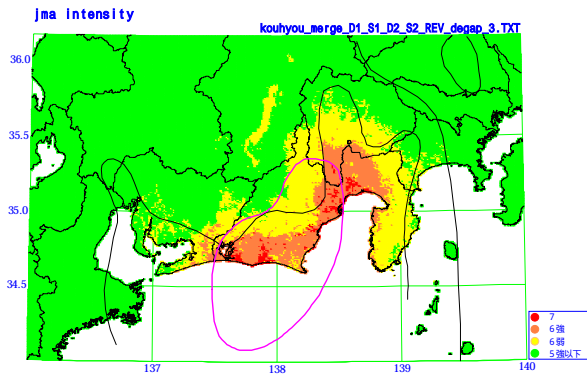 jma intensity
kouhyou_merge_D1_S1_D2_S2_REV_degap_3.TXT
36.0
35.5
35.0
34.5
7
6強
6弱
5強以下
137
138
139
140